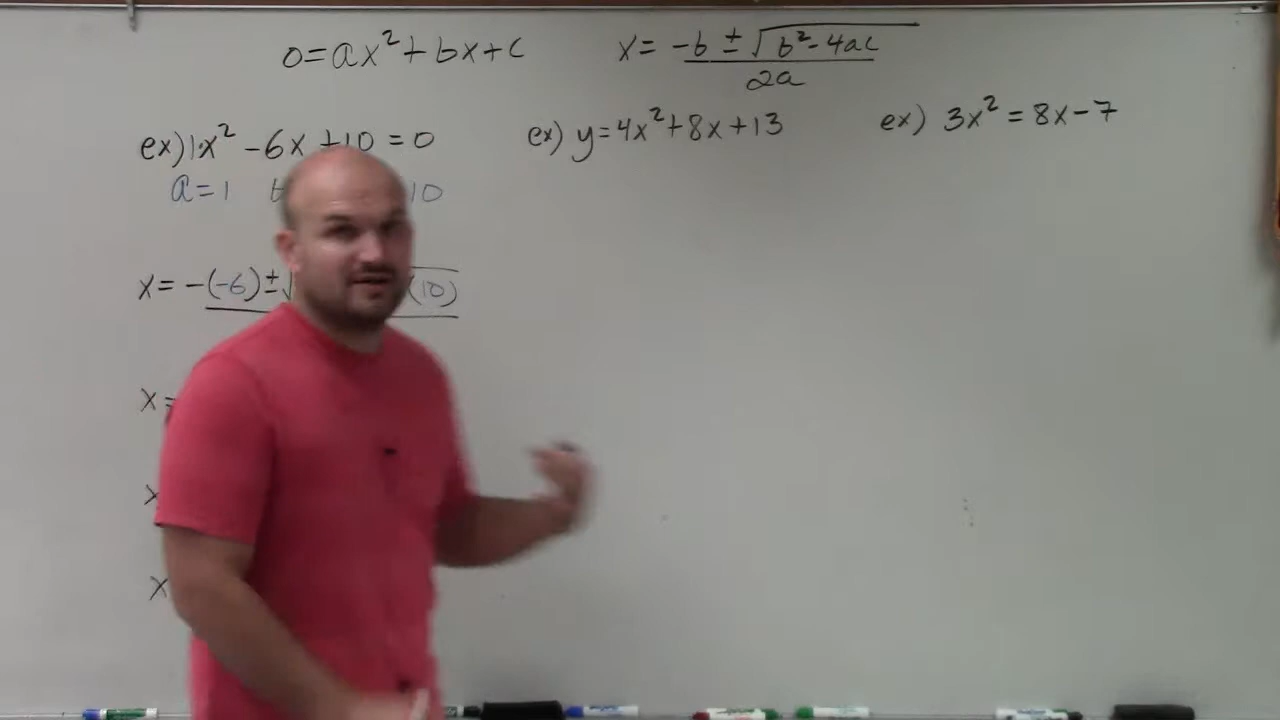 0=ax²+bx+c
x= -b ± √b²-4ac
2a
ex) 1x² -6x +10 = 0
a=1 10
x= -(-6)± √ (10)
x=
x
x
ex) y=4x²+8x+13
ex) 3x² = 8x-7